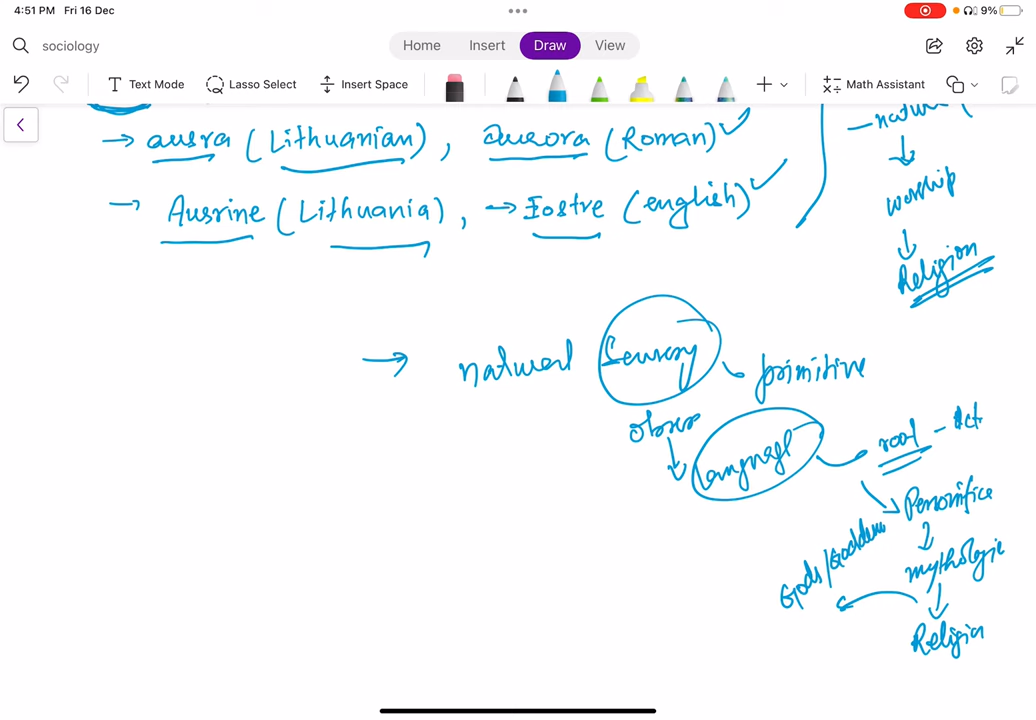 4:51 PM Fri 16 Dec
9%
sociology
Home Insert Draw View
Text Mode Lasso Select Insert Space Math Assistant
→ ausra (Lithuanian), aurora (Roman)
→ Ausrine (Lithuania), → Eostre (english)
worship
↓
Religion
→ natural Sensory primitive
obser
↓
language
root - Act
Personifice
↓
mythologie
Gods/Goddess
↓
Religion